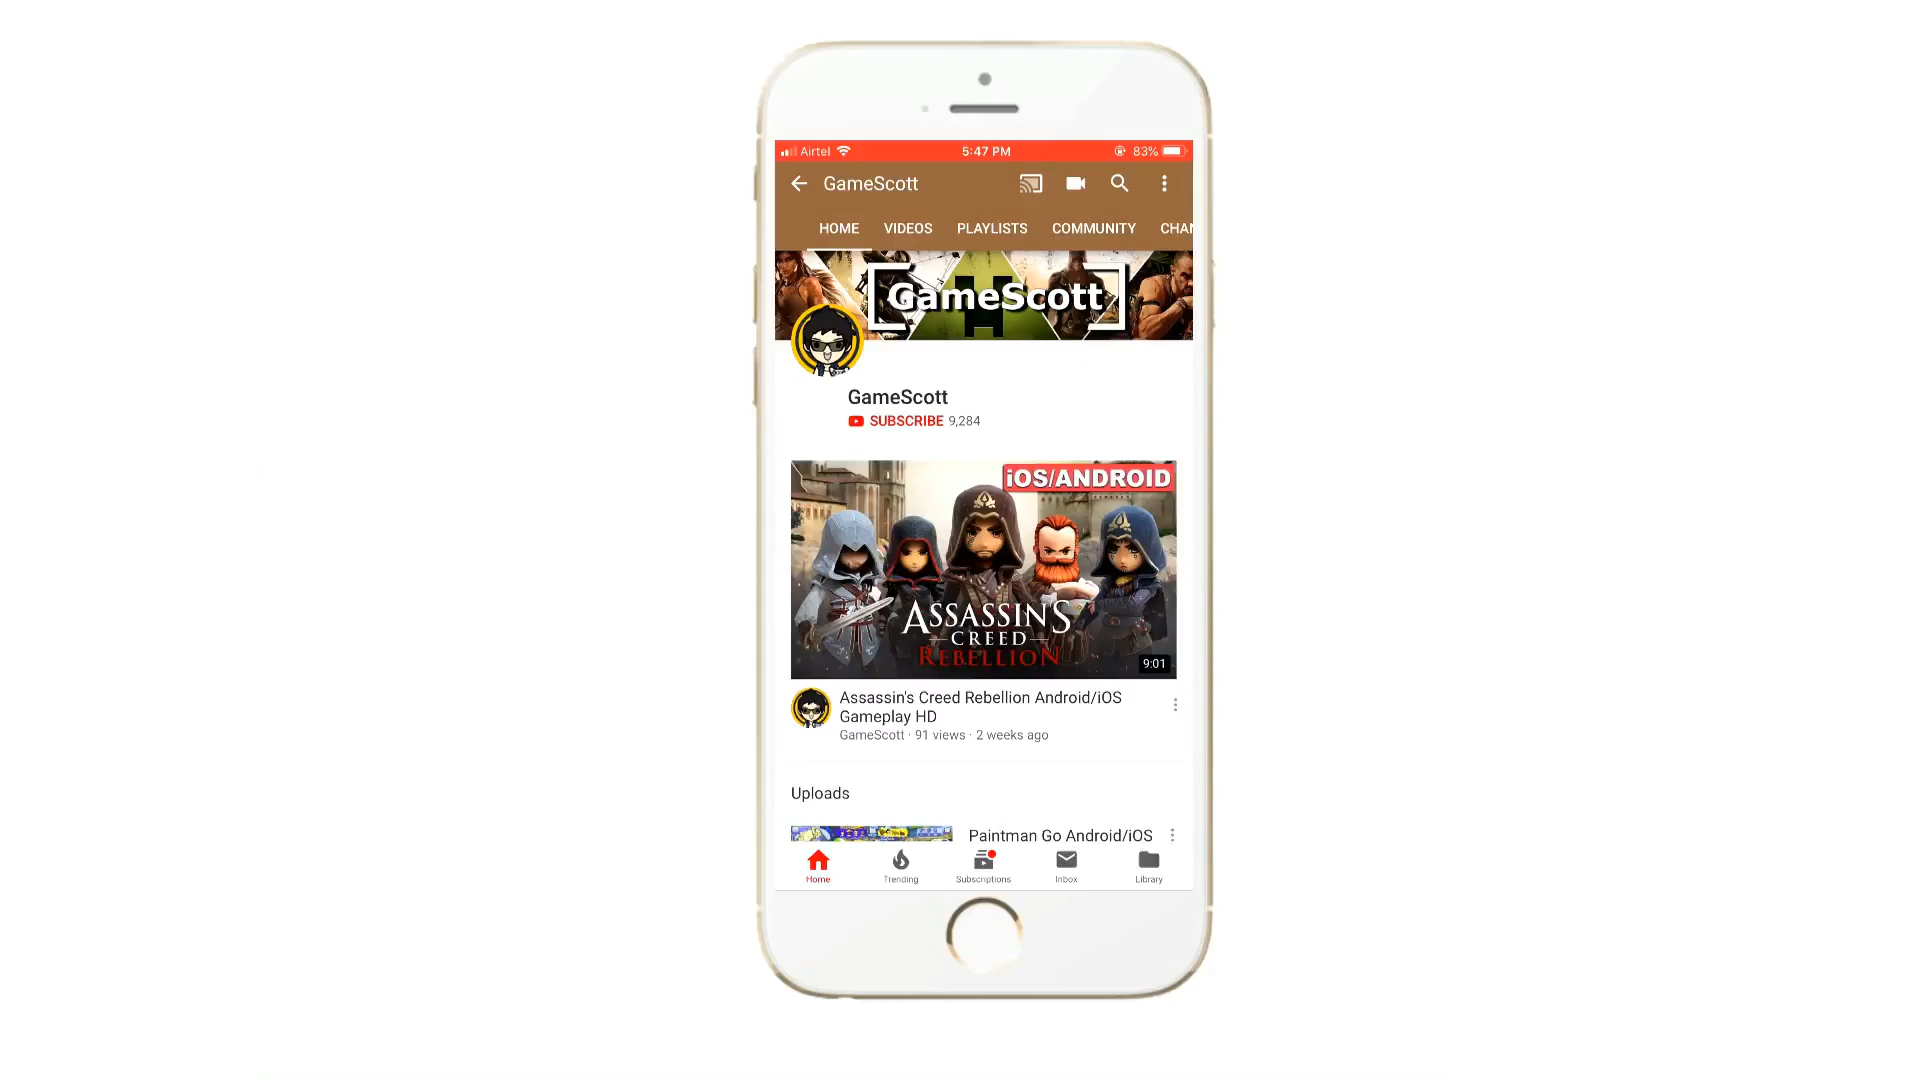 Airtel 5:47 PM 83%
GameScott
HOME VIDEOS PLAYLISTS COMMUNITY CHAN
GameScott
GameScott
SUBSCRIBE 9,284
iOS/ANDROID
ASSASSIN'S
CREED
REBELLION
9:01
Assassin's Creed Rebellion Android/iOS
Gameplay HD
GameScott · 91 views · 2 weeks ago
Uploads
Paintman Go Android/iOS
Home Trending Subscriptions Inbox Library